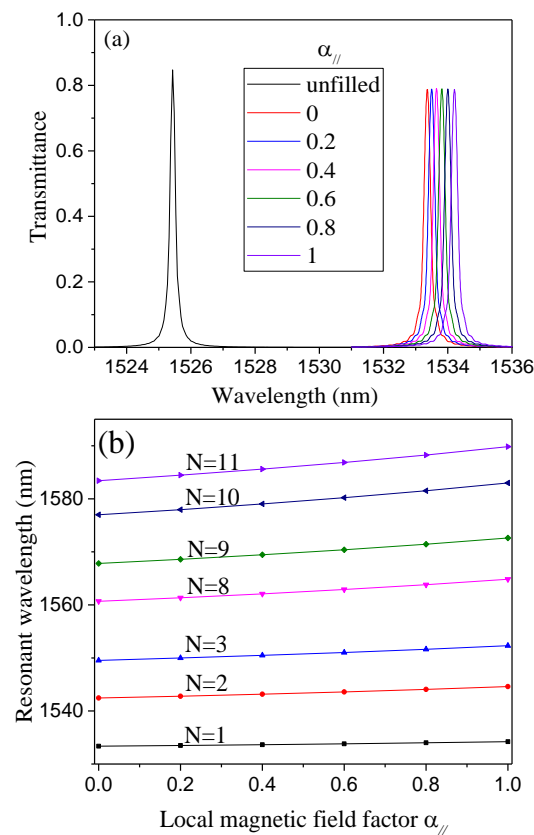 (a)
α//
unfilled
0
0.2
0.4
0.6
0.8
1
1.0
0.8
0.6
0.4
0.2
0.0
Transmittance
1524 1526 1528 1530 1532 1534 1536
Wavelength (nm)
(b)
N=11
N=10
N=9
N=8
N=3
N=2
N=1
1580
1560
1540
Resonant wavelength (nm)
0.0 0.2 0.4 0.6 0.8 1.0
Local magnetic field factor α//